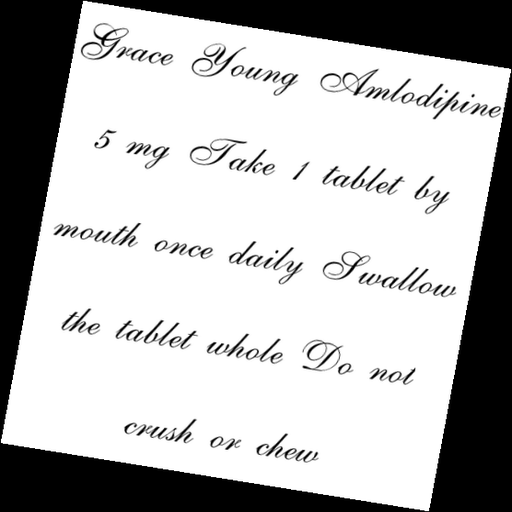 Grace Young Amlodipine
5 mg Take 1 tablet by
mouth once daily Swallow
the tablet whole Do not
crush or chew